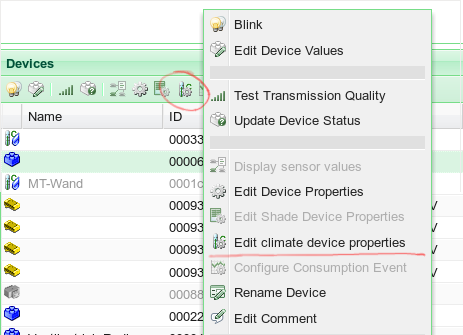 Devices
Name
ID
00033
00006
MT-Wand
0001c
00093
V
00093
00093
V
00093
V
00088
00022
Blink
Edit Device Values
Test Transmission Quality
Update Device Status
Display sensor values
Edit Device Properties
Edit Shade Device Properties
Edit climate device properties
Configure Consumption Event
Rename Device
Edit Comment